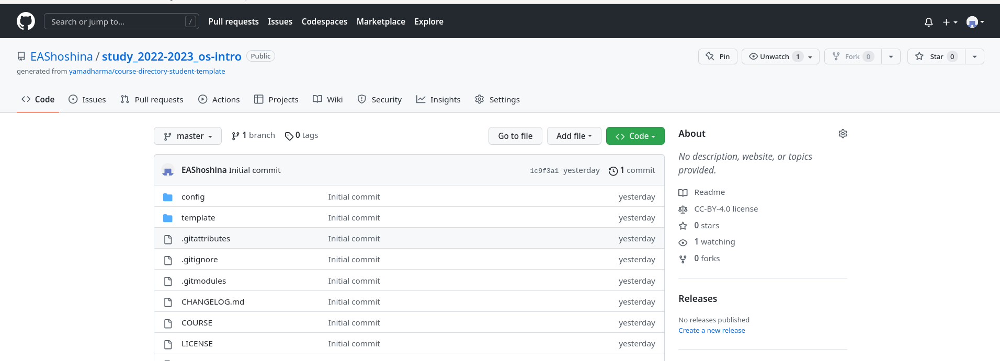 Search or jump to... / Pull requests Issues Codespaces Marketplace Explore
EAShoshina / study_2022-2023_os-intro Public Pin Unwatch 1 Fork 0 Star 0
generated from yamadharma/course-directory-student-template
Code Issues Pull requests Actions Projects Wiki Security Insights Settings
master 1 branch 0 tags Go to file Add file Code
EAShoshina Initial commit 1c9f3a1 yesterday 1 commit
config Initial commit yesterday
template Initial commit yesterday
.gitattributes Initial commit yesterday
.gitignore Initial commit yesterday
.gitmodules Initial commit yesterday
CHANGELOG.md Initial commit yesterday
COURSE Initial commit yesterday
LICENSE Initial commit yesterday
About
No description, website, or topics
provided.
Readme
CC-BY-4.0 license
0 stars
1 watching
0 forks
Releases
No releases published
Create a new release